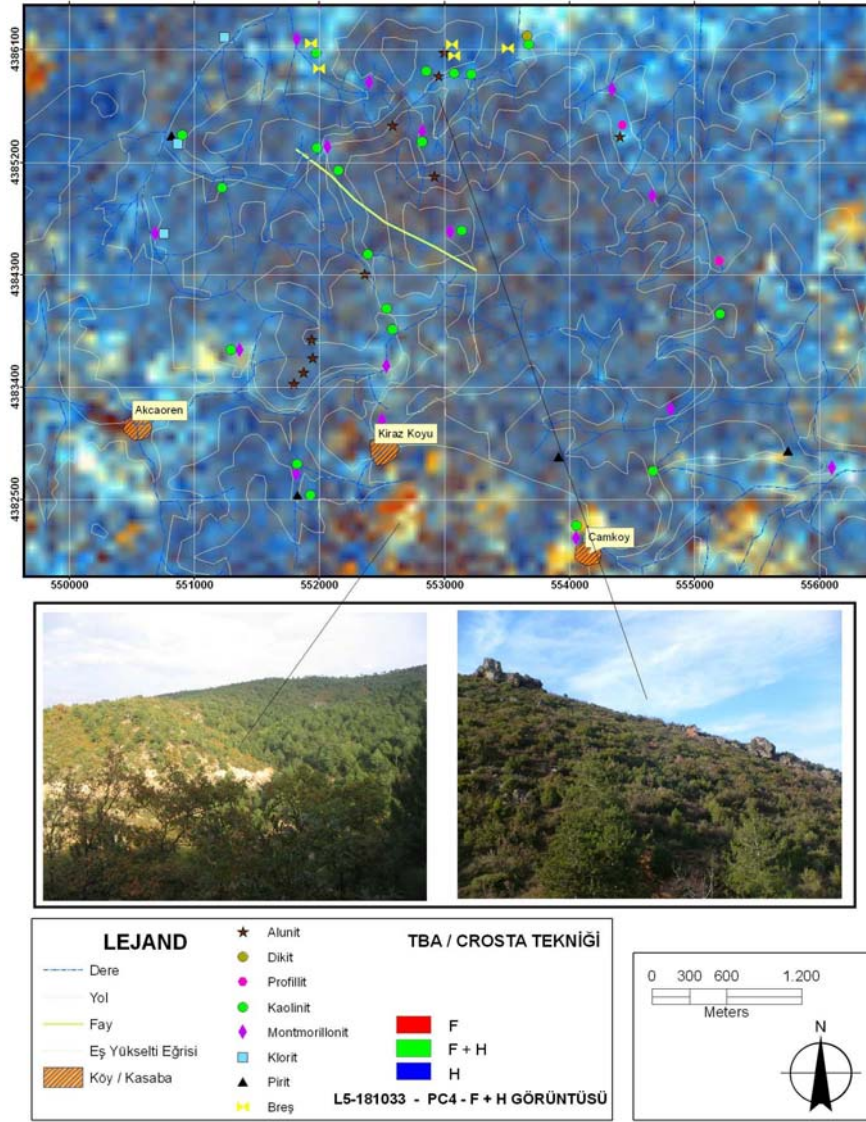 4386100
4385200
4384300
4383400
4382500
Akcaoren
Kiraz Koyu
Camkoy
550000 551000 552000 553000 554000 555000 556000
LEJAND
Dere
Yol
Fay
Eş Yükselti Eğrisi
Köy / Kasaba
Alunit
Dikit
Profillit
Kaolinit
Montmorillonit
Klorit
Pirit
Breş
TBA / CROSTA TEKNİĞİ
F
F + H
H
L5-181033 - PC4 - F + H GÖRÜNTÜSÜ
0 300 600 1.200
Meters
N